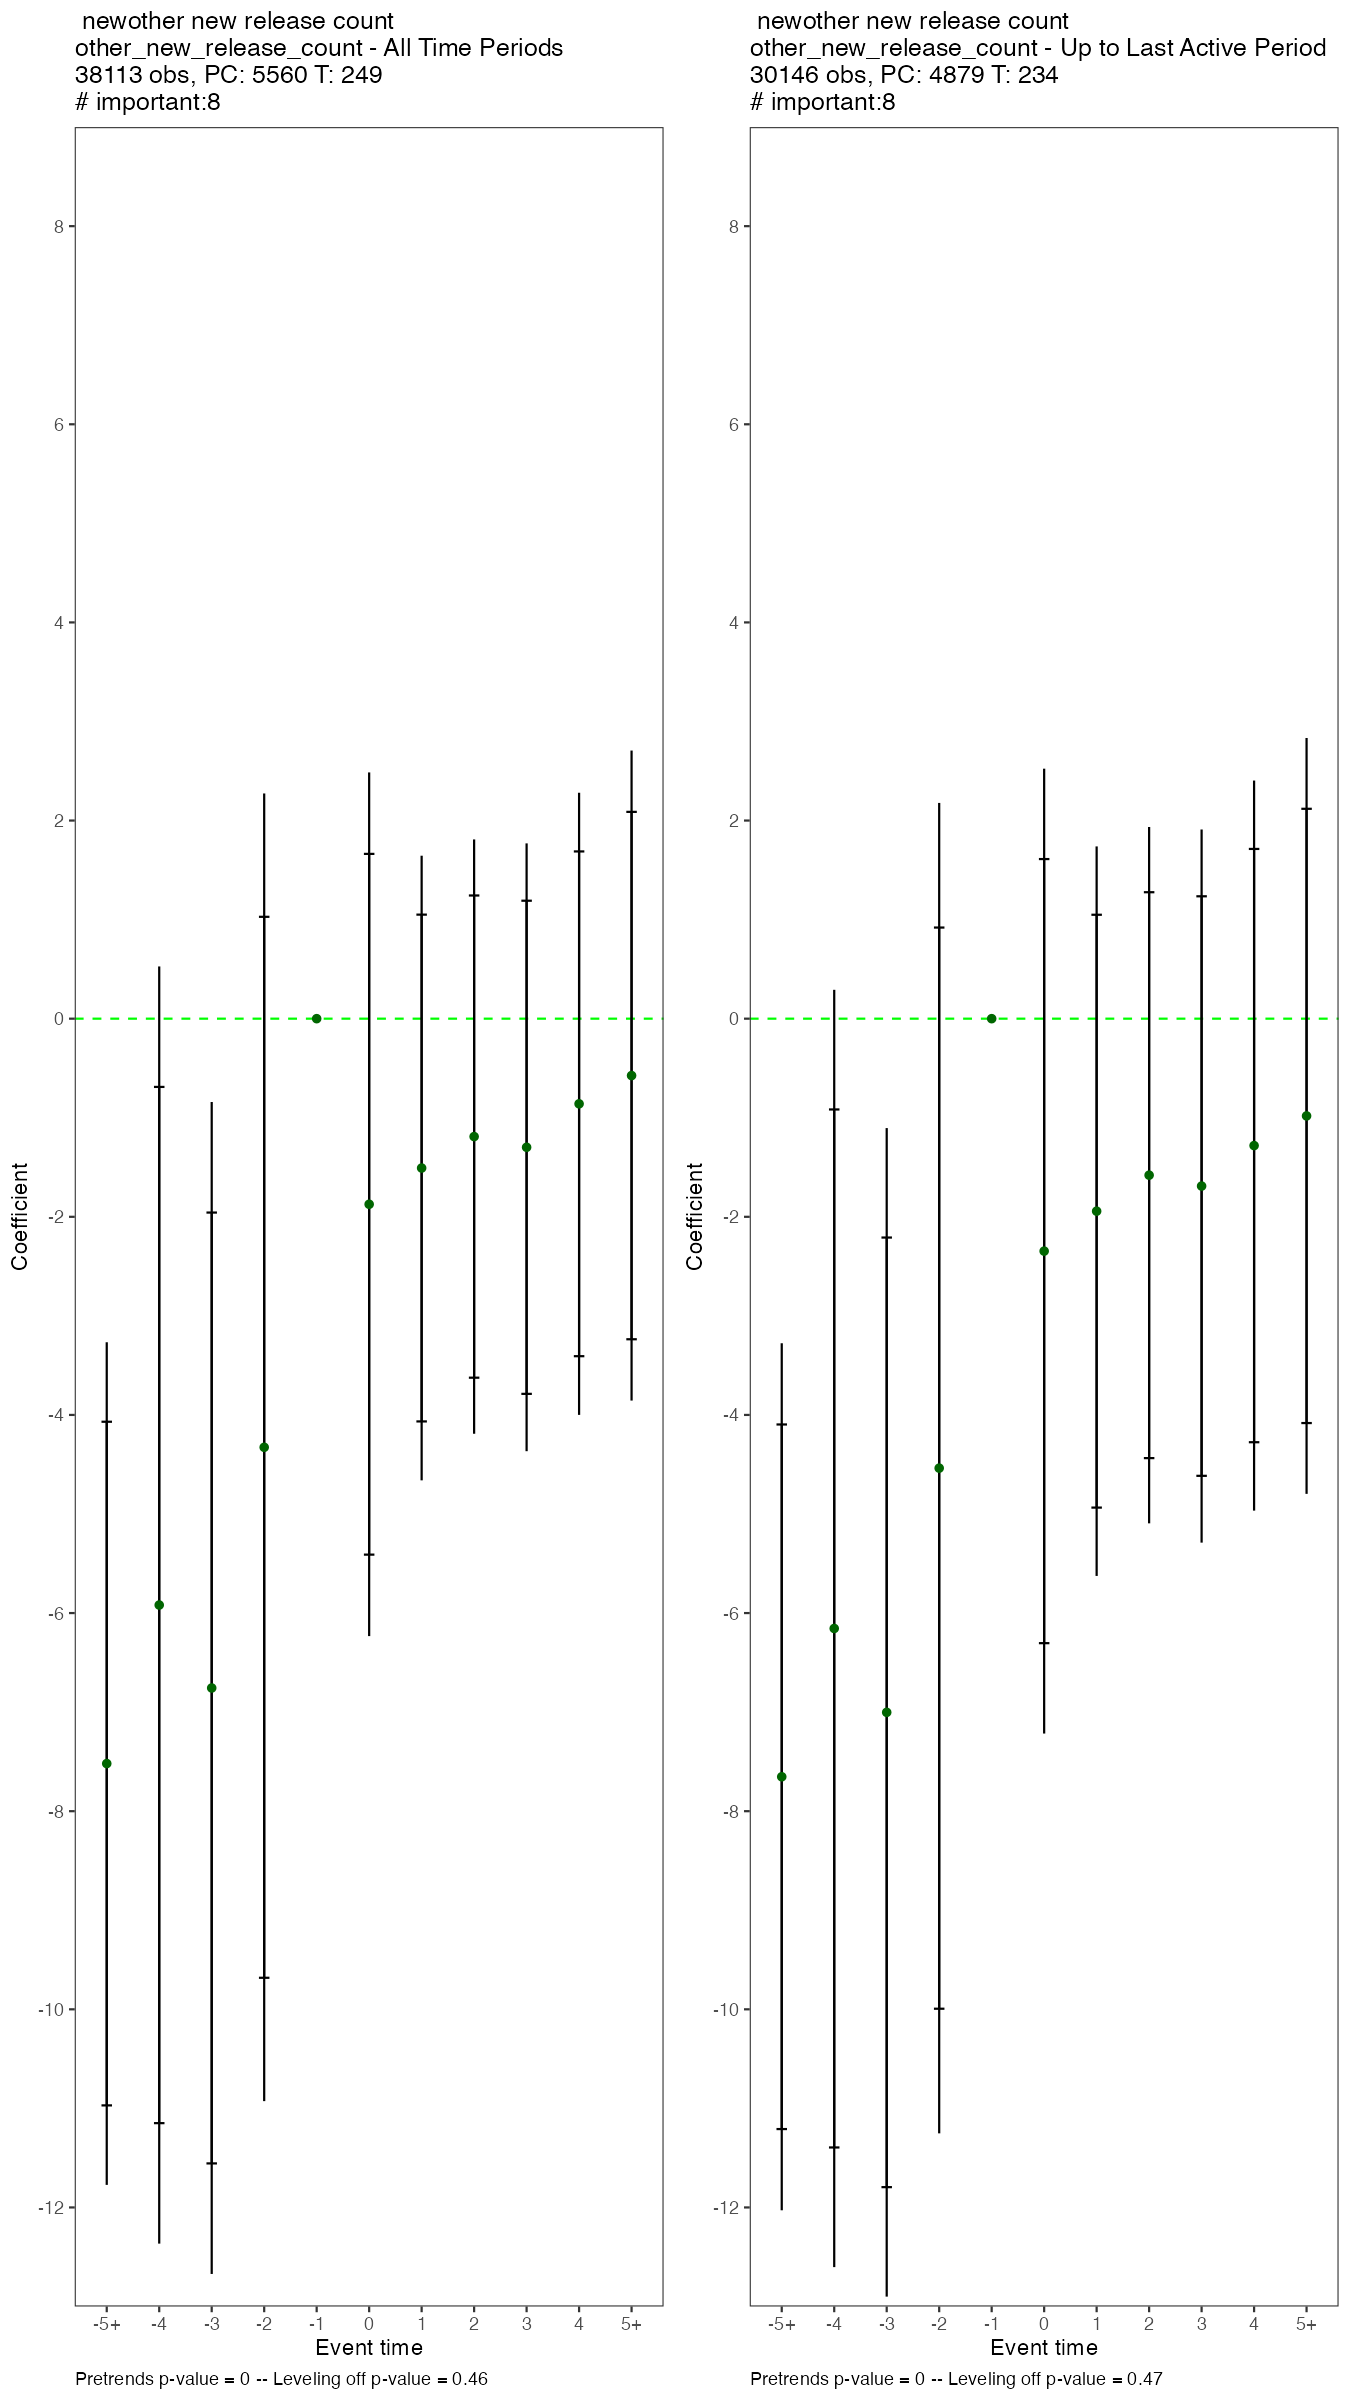 newother new release count
other_new_release_count - All Time Periods
38113 obs, PC: 5560 T: 249
# important:8
8
6
4
2
0
-2
-4
-6
-8
-10
-12
Coefficient
-5+ -4 -3 -2 -1 0 1 2 3 4 5+
Event time
Pretrends p-value = 0 -- Leveling off p-value = 0.46
newother new release count
other_new_release_count - Up to Last Active Period
30146 obs, PC: 4879 T: 234
# important:8
8
6
4
2
0
-2
-4
-6
-8
-10
-12
Coefficient
-5+ -4 -3 -2 -1 0 1 2 3 4 5+
Event time
Pretrends p-value = 0 -- Leveling off p-value = 0.47